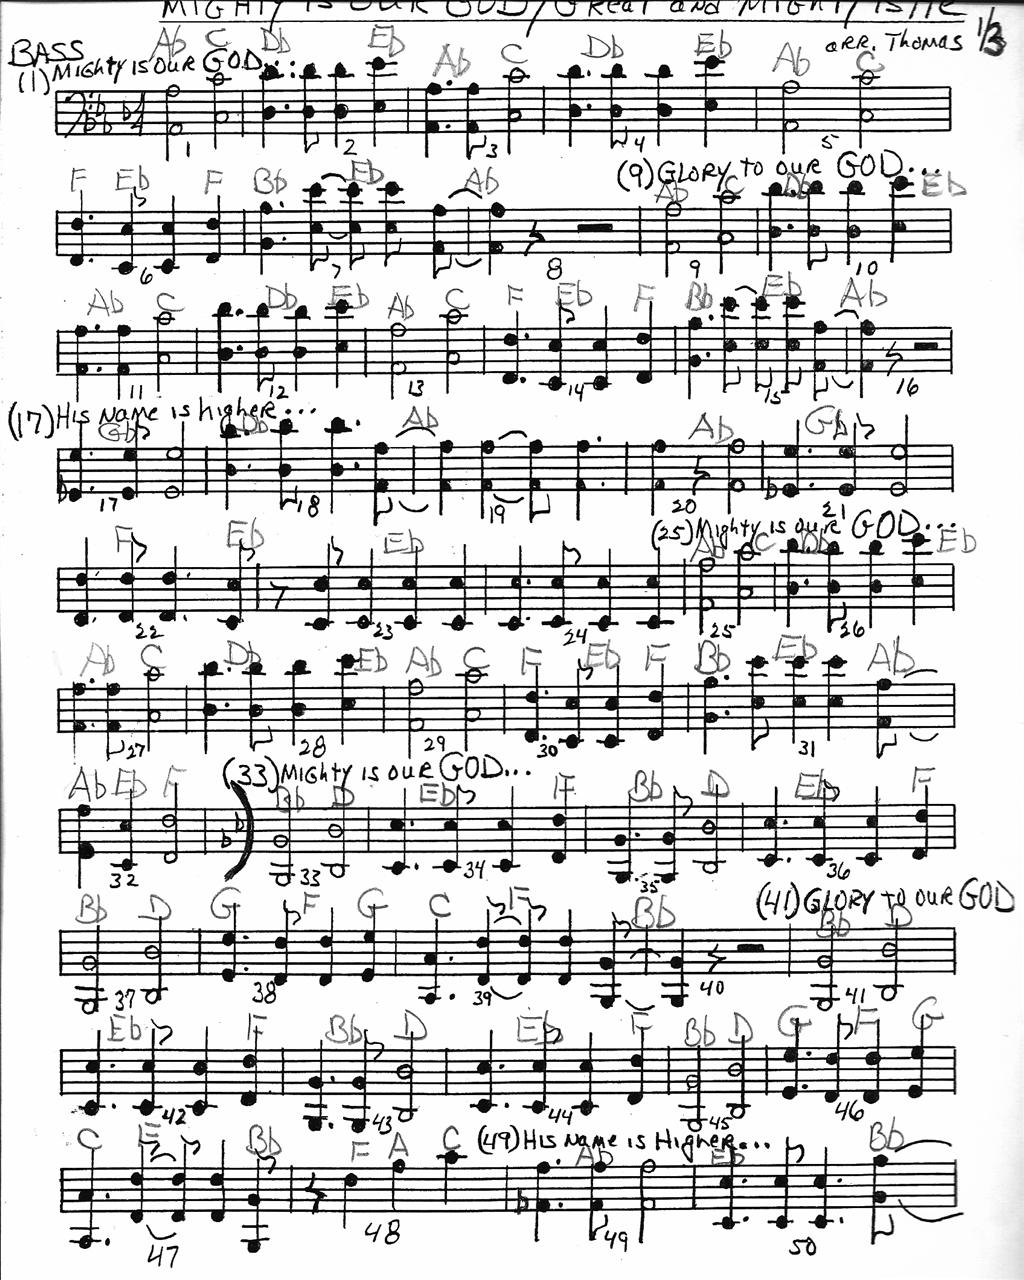 MIGHTY IS OUR GOD/Great and MIGHTY IS HE
BASS Ab C Db Eb Ab C Db Eb Ab C arr. Thomas 1/3
(1) Mighty is our GOD...
4/4
1 2 3 4 5
(9) GLORY to our GOD...
F Eb F Bb Eb Ab Ab C Db Eb
6 7 8 9 10
Ab C Db Eb Ab C F Eb F Bb Eb Ab
11 12 13 14 15 16
(17) His name is higher...
Gb Db Ab Ab Gb
17 18 19 20 21
(25) Mighty is our GOD...
F Eb Eb Ab C Db Eb
22 23 24 25 26
Ab C Db Eb Ab C F Eb F Bb Eb Ab
27 28 29 30 31
(33) Mighty is our GOD...
Ab Eb F Bb D Eb F Bb D Eb F
32 33 34 35 36
(41) GLORY to our GOD
Bb D G F G C F Bb Bb D
37 38 39 40 41
Eb F Bb D Eb F Bb D G F G
42 43 44 45 46
(49) His name is Higher...
C F Bb F A C Ab Eb Bb
47 48 49 50